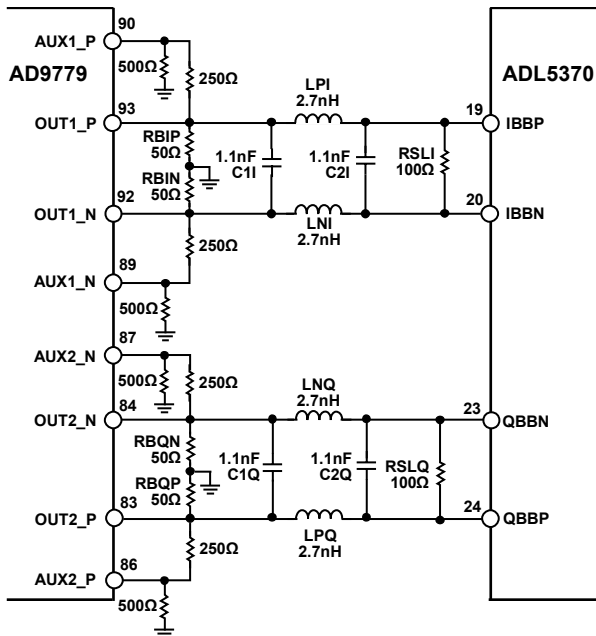 90
AUX1_P
AD9779
ADL5370
500Ω
250Ω
LPI
2.7nH
93
OUT1_P
19
IBBP
RBIP
50Ω
1.1nF
C1I
1.1nF
C2I
RSLI
100Ω
RBIN
50Ω
92
OUT1_N
20
IBBN
LNI
2.7nH
250Ω
89
AUX1_N
500Ω
87
AUX2_N
500Ω
250Ω
LNQ
2.7nH
84
OUT2_N
23
QBBN
RBQN
50Ω
1.1nF
C1Q
1.1nF
C2Q
RSLQ
100Ω
RBQP
50Ω
83
OUT2_P
24
QBBP
LPQ
2.7nH
250Ω
86
AUX2_P
500Ω